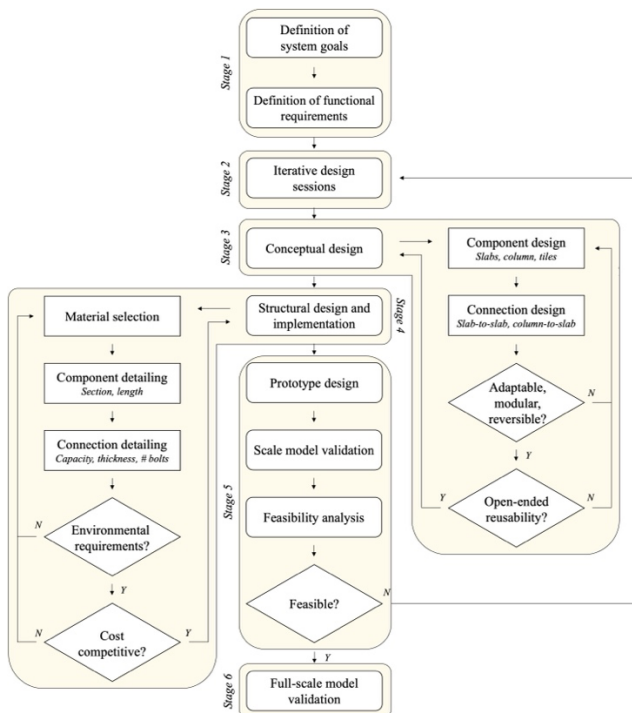 Stage 1
Definition of
system goals
Definition of functional
requirements
Stage 2
Iterative design
sessions
Stage 3
Conceptual design
Component design
Slabs, column, tiles
Connection design
Slab-to-slab, column-to-slab
Adaptable,
modular,
reversible?
N
Y
Open-ended
reusability?
Y
N
Stage 4
Structural design and
implementation
Material selection
Component detailing
Section, length
Connection detailing
Capacity, thickness, # bolts
Environmental
requirements?
N
Y
Cost
competitive?
N
Y
Stage 5
Prototype design
Scale model validation
Feasibility analysis
Feasible?
N
Y
Stage 6
Full-scale model
validation